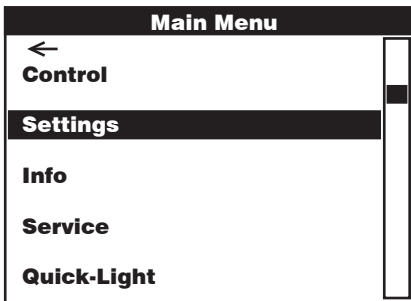 Main Menu
←
Control
Settings
Info
Service
Quick-Light